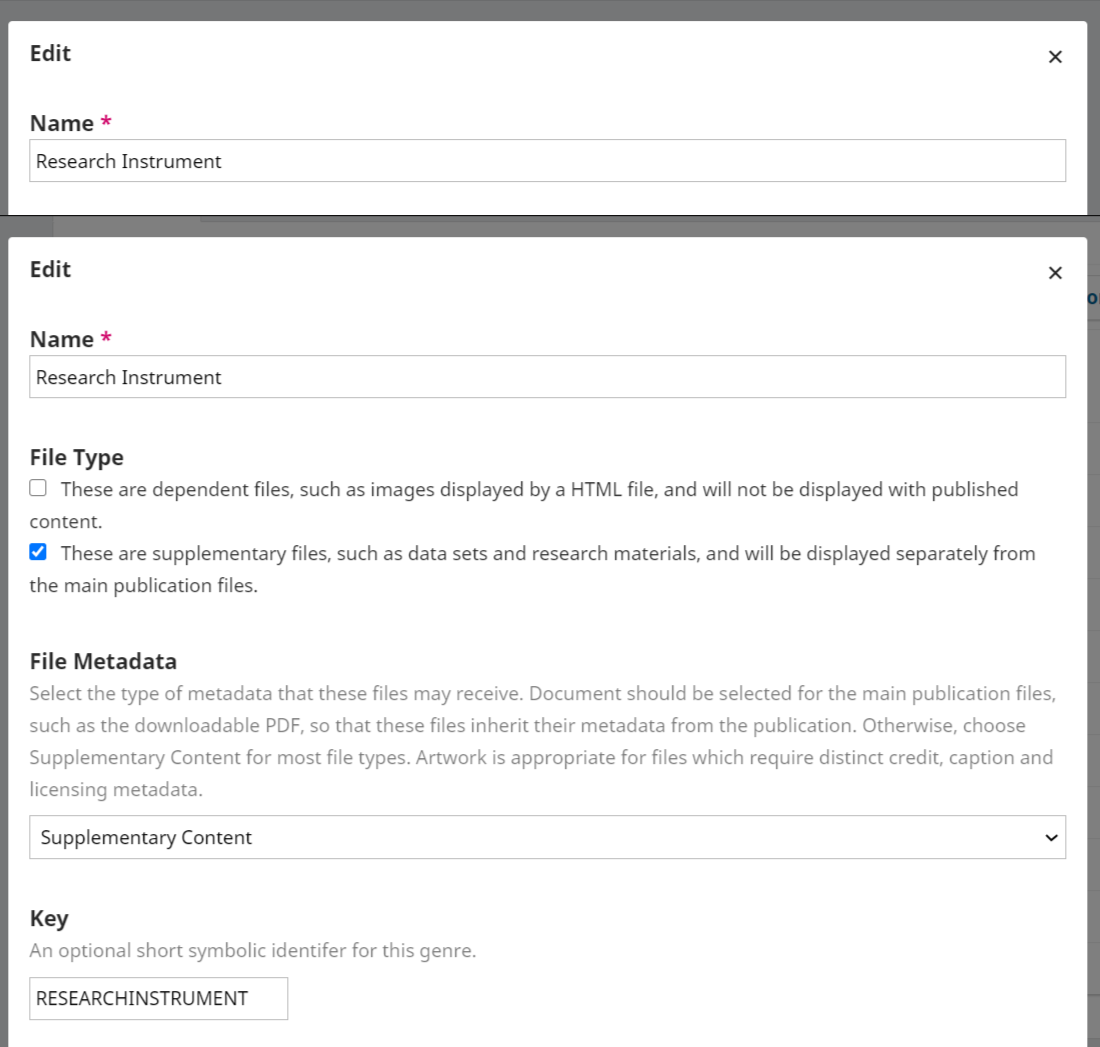 Edit
×
Name *
Research Instrument
Edit
×
Name *
Research Instrument
File Type
These are dependent files, such as images displayed by a HTML file, and will not be displayed with published
content.
These are supplementary files, such as data sets and research materials, and will be displayed separately from
the main publication files.
File Metadata
Select the type of metadata that these files may receive. Document should be selected for the main publication files,
such as the downloadable PDF, so that these files inherit their metadata from the publication. Otherwise, choose
Supplementary Content for most file types. Artwork is appropriate for files which require distinct credit, caption and
licensing metadata.
Supplementary Content
Key
An optional short symbolic identifer for this genre.
RESEARCHINSTRUMENT